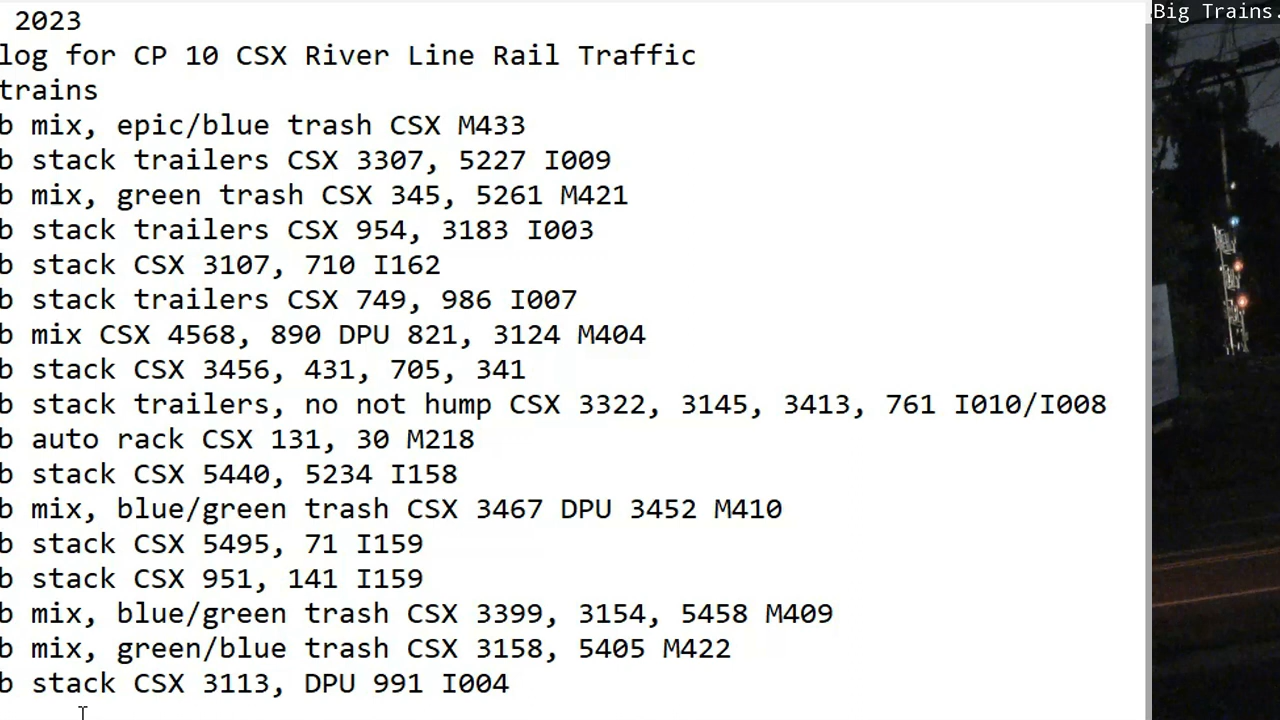 2023
log for CP 10 CSX River Line Rail Traffic
trains
b mix, epic/blue trash CSX M433
b stack trailers CSX 3307, 5227 I009
b mix, green trash CSX 345, 5261 M421
b stack trailers CSX 954, 3183 I003
b stack CSX 3107, 710 I162
b stack trailers CSX 749, 986 I007
b mix CSX 4568, 890 DPU 821, 3124 M404
b stack CSX 3456, 431, 705, 341
b stack trailers, no not hump CSX 3322, 3145, 3413, 761 I010/I008
b auto rack CSX 131, 30 M218
b stack CSX 5440, 5234 I158
b mix, blue/green trash CSX 3467 DPU 3452 M410
b stack CSX 5495, 71 I159
b stack CSX 951, 141 I159
b mix, blue/green trash CSX 3399, 3154, 5458 M409
b mix, green/blue trash CSX 3158, 5405 M422
b stack CSX 3113, DPU 991 I004
Big Trains.